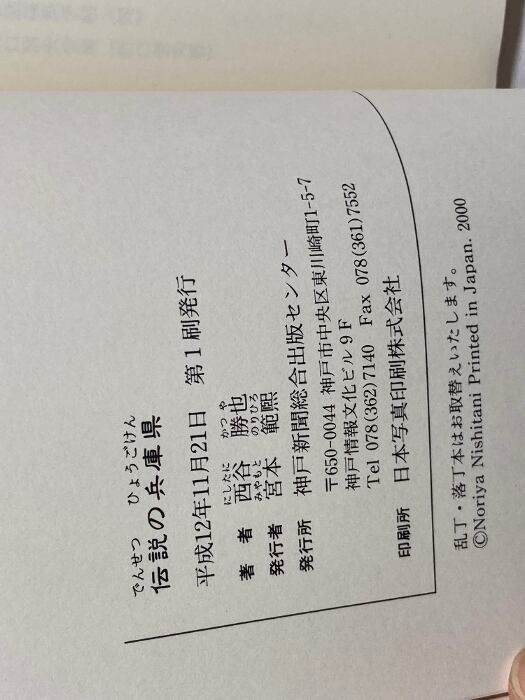 でんせつ ひょうごけん
伝説の兵庫県
平成12年11月21日 第1刷発行
にしたに かつ や
著 者 西谷 勝也
みやもと のりひろ
発行者 宮本 範熙
発行所 神戸新聞総合出版センター
〒650-0044 神戸市中央区東川崎町1-5-7
神戸情報文化ビル9F
Tel 078(362)7140 Fax 078(361)7552
印刷所 日本写真印刷株式会社
乱丁・落丁本はお取替えいたします。
©Noriya Nishitani Printed in Japan. 2000